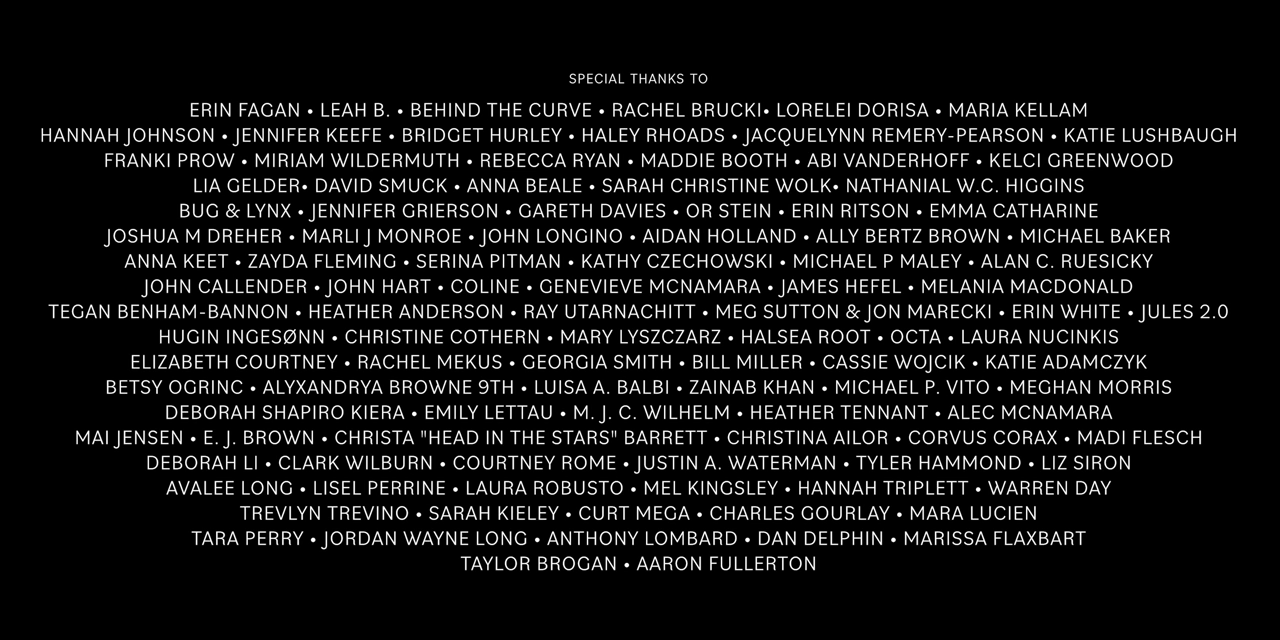 SPECIAL THANKS TO
ERIN FAGAN • LEAH B. • BEHIND THE CURVE • RACHEL BRUCKI• LORELEI DORISA • MARIA KELLAM
HANNAH JOHNSON • JENNIFER KEEFE • BRIDGET HURLEY • HALEY RHOADS • JACQUELYNN REMERY-PEARSON • KATIE LUSHBAUGH
FRANKI PROW • MIRIAM WILDERMUTH • REBECCA RYAN • MADDIE BOOTH • ABI VANDERHOFF • KELCI GREENWOOD
LIA GELDER• DAVID SMUCK • ANNA BEALE • SARAH CHRISTINE WOLK• NATHANIAL W.C. HIGGINS
BUG & LYNX • JENNIFER GRIERSON • GARETH DAVIES • OR STEIN • ERIN RITSON • EMMA CATHARINE
JOSHUA M DREHER • MARLI J MONROE • JOHN LONGINO • AIDAN HOLLAND • ALLY BERTZ BROWN • MICHAEL BAKER
ANNA KEET • ZAYDA FLEMING • SERINA PITMAN • KATHY CZECHOWSKI • MICHAEL P MALEY • ALAN C. RUESICKY
JOHN CALLENDER • JOHN HART • COLINE • GENEVIEVE MCNAMARA • JAMES HEFEL • MELANIA MACDONALD
TEGAN BENHAM-BANNON • HEATHER ANDERSON • RAY UTARNACHITT • MEG SUTTON & JON MARECKI • ERIN WHITE • JULES 2.0
HUGIN INGESØNN • CHRISTINE COTHERN • MARY LYSZCZARZ • HALSEA ROOT • OCTA • LAURA NUCINKIS
ELIZABETH COURTNEY • RACHEL MEKUS • GEORGIA SMITH • BILL MILLER • CASSIE WOJCIK • KATIE ADAMCZYK
BETSY OGRINC • ALYXANDRYA BROWNE 9TH • LUISA A. BALBI • ZAINAB KHAN • MICHAEL P. VITO • MEGHAN MORRIS
DEBORAH SHAPIRO KIERA • EMILY LETTAU • M. J. C. WILHELM • HEATHER TENNANT • ALEC MCNAMARA
MAI JENSEN • E. J. BROWN • CHRISTA "HEAD IN THE STARS" BARRETT • CHRISTINA AILOR • CORVUS CORAX • MADI FLESCH
DEBORAH LI • CLARK WILBURN • COURTNEY ROME • JUSTIN A. WATERMAN • TYLER HAMMOND • LIZ SIRON
AVALEE LONG • LISEL PERRINE • LAURA ROBUSTO • MEL KINGSLEY • HANNAH TRIPLETT • WARREN DAY
TREVLYN TREVINO • SARAH KIELEY • CURT MEGA • CHARLES GOURLAY • MARA LUCIEN
TARA PERRY • JORDAN WAYNE LONG • ANTHONY LOMBARD • DAN DELPHIN • MARISSA FLAXBART
TAYLOR BROGAN • AARON FULLERTON